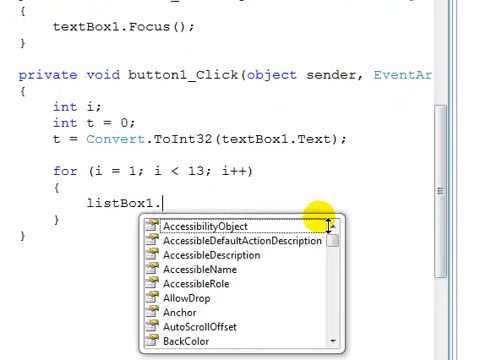 {
textBox1.Focus();
}
private void button1_Click(object sender, EventAr
{
int i;
int t = 0;
t = Convert.ToInt32(textBox1.Text);
for (i = 1; i < 13; i++)
{
listBox1.
}
}
AccessibilityObject
AccessibleDefaultActionDescription
AccessibleDescription
AccessibleName
AccessibleRole
AllowDrop
Anchor
AutoScrollOffset
BackColor